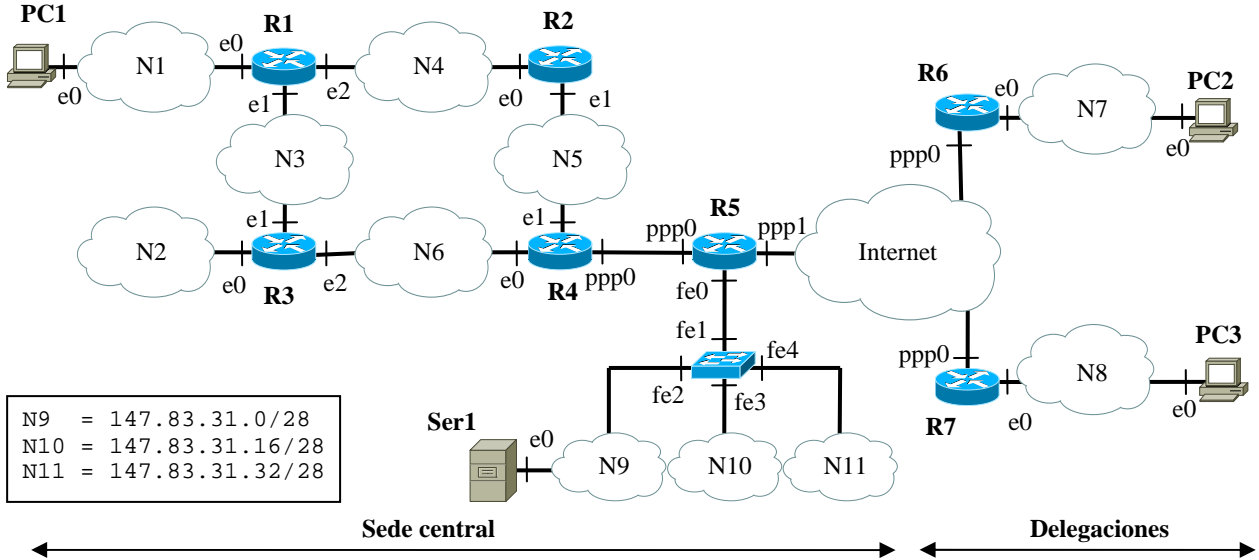 PC1
R1
R2
e0
N1
N4
e0
e2
e0
e1
e1
N3
N5
e1
e1
N2
N6
e0
R3
e2
e0
R4
ppp0
ppp0
R5
ppp1
fe0
fe1
fe4
fe2
fe3
Internet
R6
e0
N7
PC2
e0
ppp0
ppp0
R7
e0
N8
PC3
e0
Ser1
e0
N9
N10
N11
N9 = 147.83.31.0/28
N10 = 147.83.31.16/28
N11 = 147.83.31.32/28
Sede central
Delegaciones